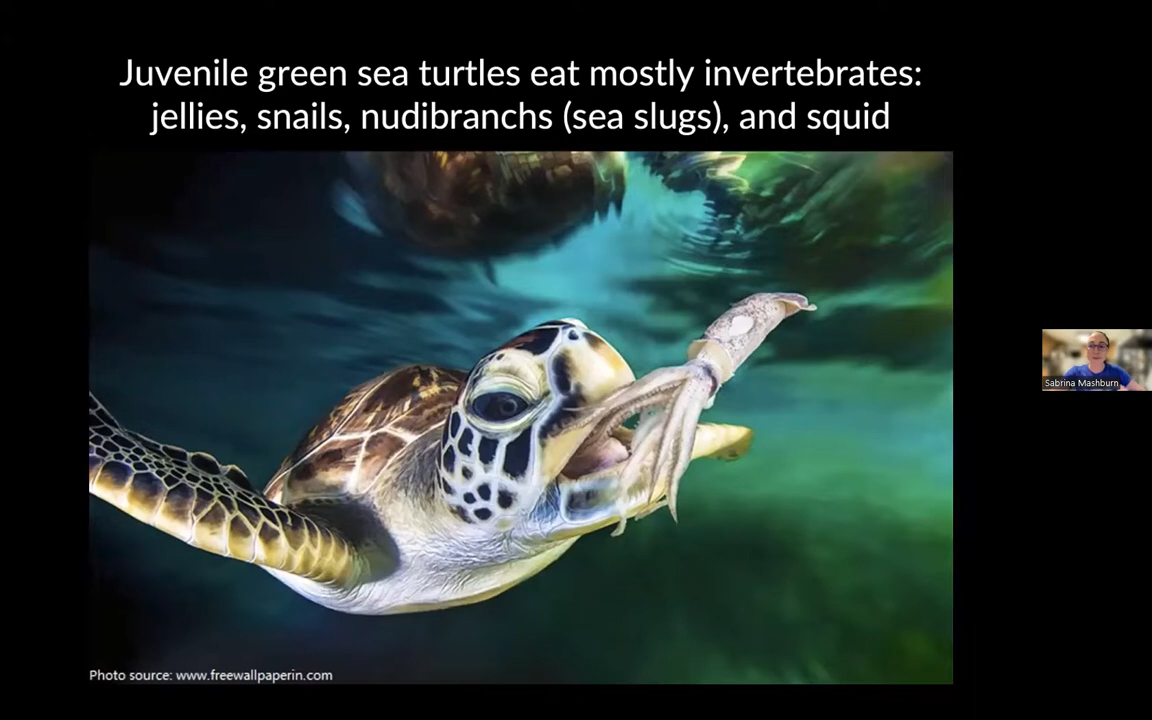 Juvenile green sea turtles eat mostly invertebrates:
jellies, snails, nudibranchs (sea slugs), and squid
Sabrina Mashburn
Photo source: www.freewallpaperin.com